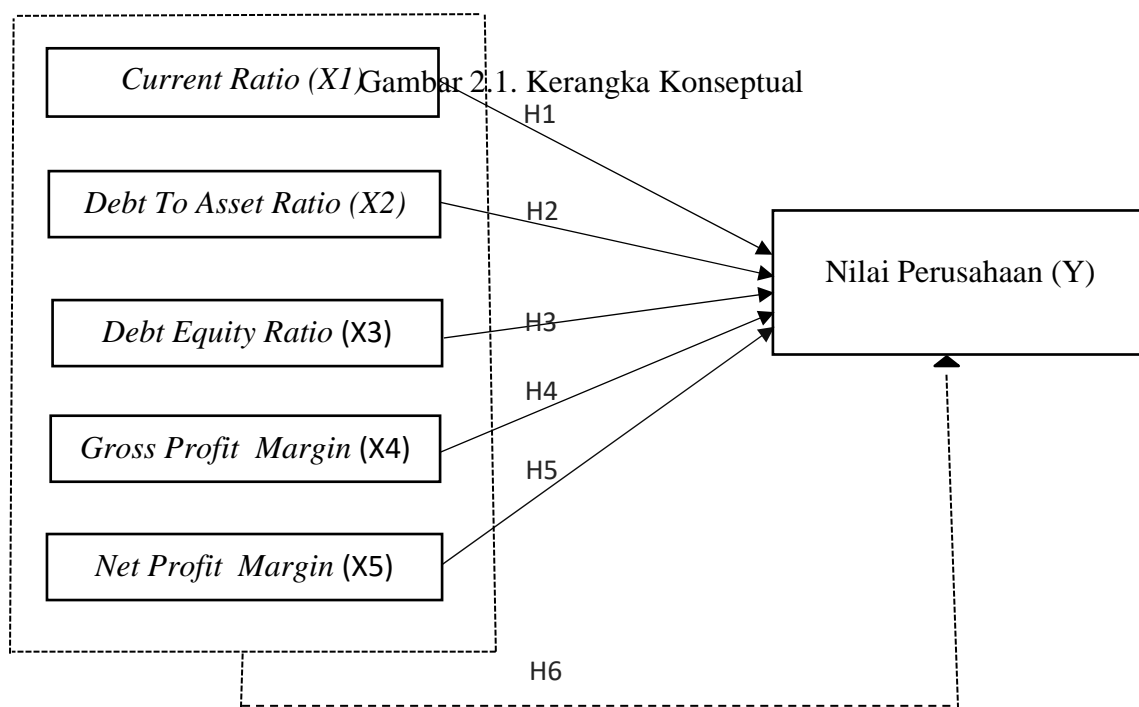 Current Ratio (X1)
Gambar 2.1. Kerangka Konseptual
H1
Debt To Asset Ratio (X2)
H2
Nilai Perusahaan (Y)
Debt Equity Ratio (X3)
H3
H4
Gross Profit Margin (X4)
H5
Net Profit Margin (X5)
H6